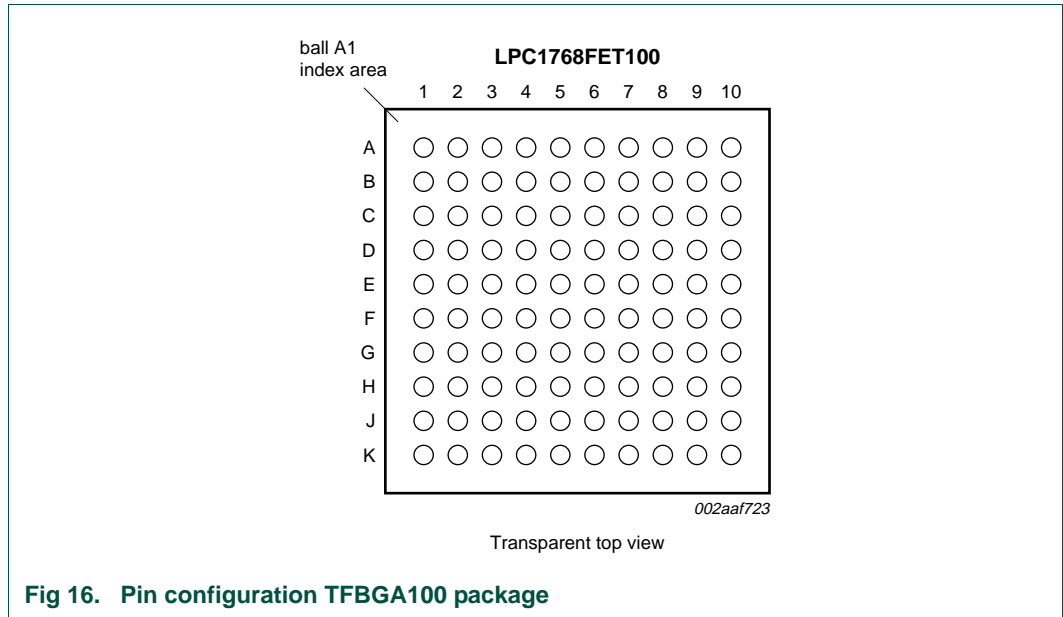 ball A1
index area
LPC1768FET100
1 2 3 4 5 6 7 8 9 10
A
B
C
D
E
F
G
H
J
K
002aaf723
Transparent top view
Fig 16. Pin configuration TFBGA100 package